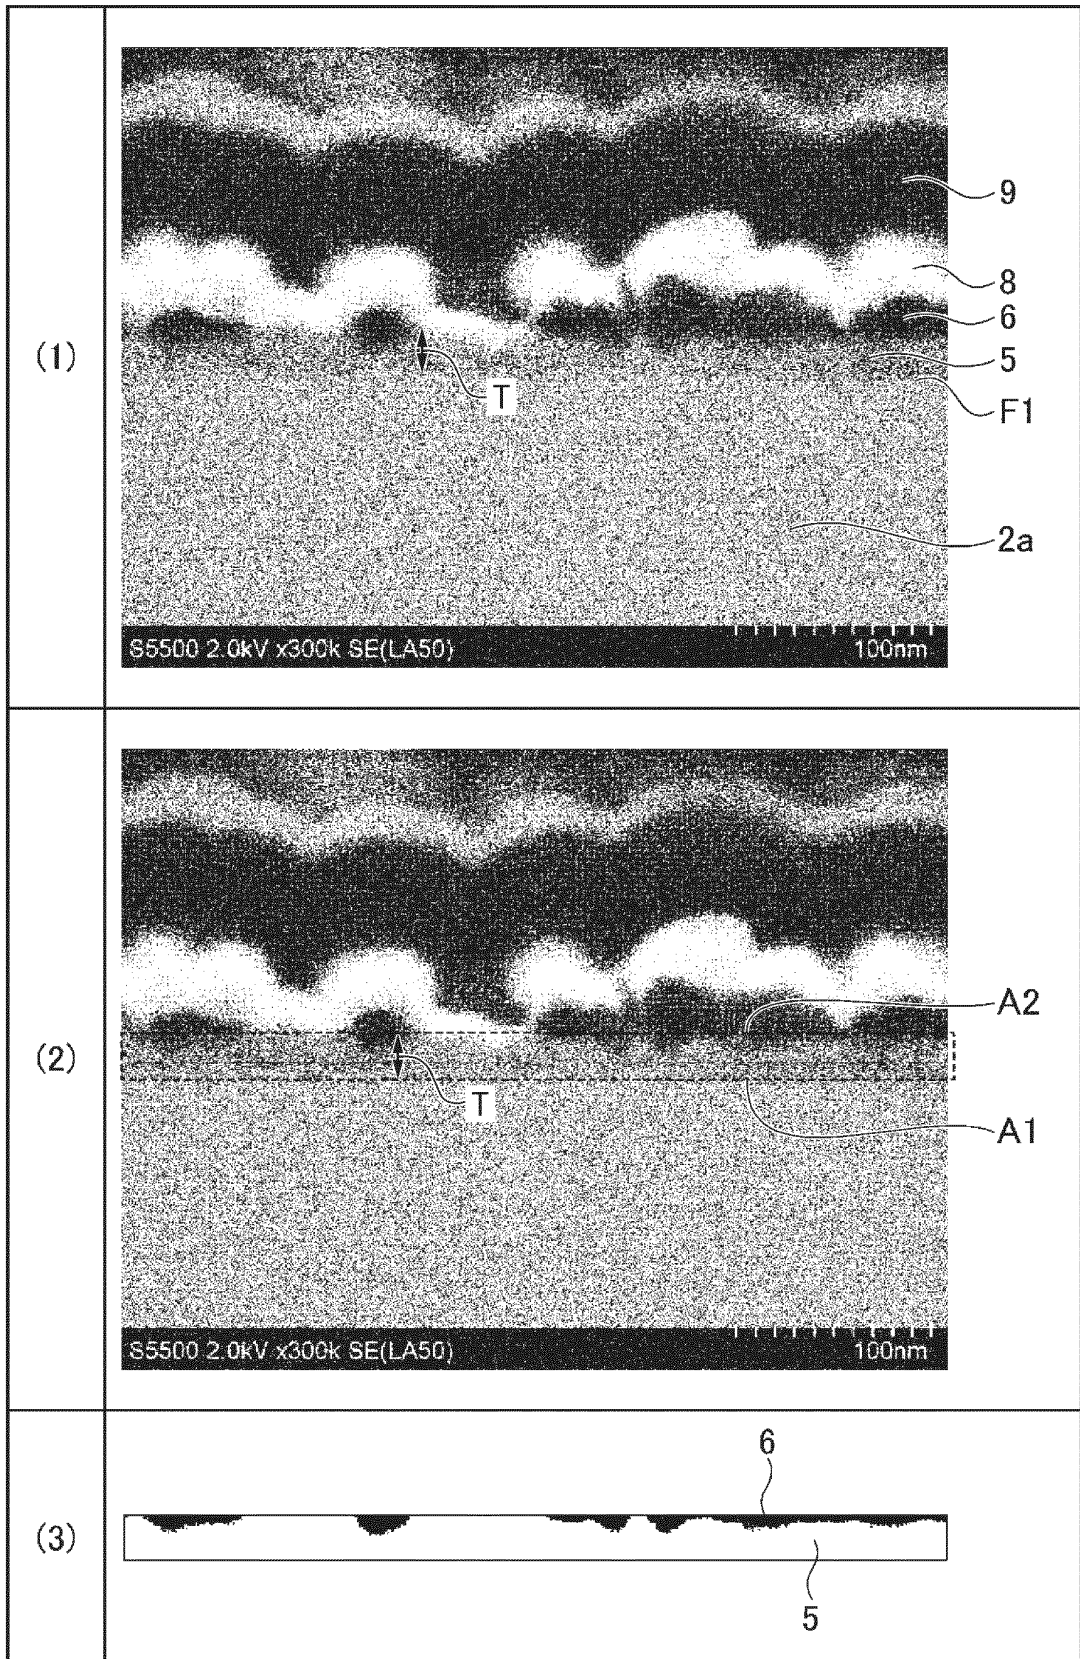 9
8
6
5
(1)
T
F1
2a
S5500 2.0kV x300k SE(LA50)
100nm
A2
(2)
T
A1
S5500 2.0kV x300k SE(LA50)
100nm
6
(3)
5